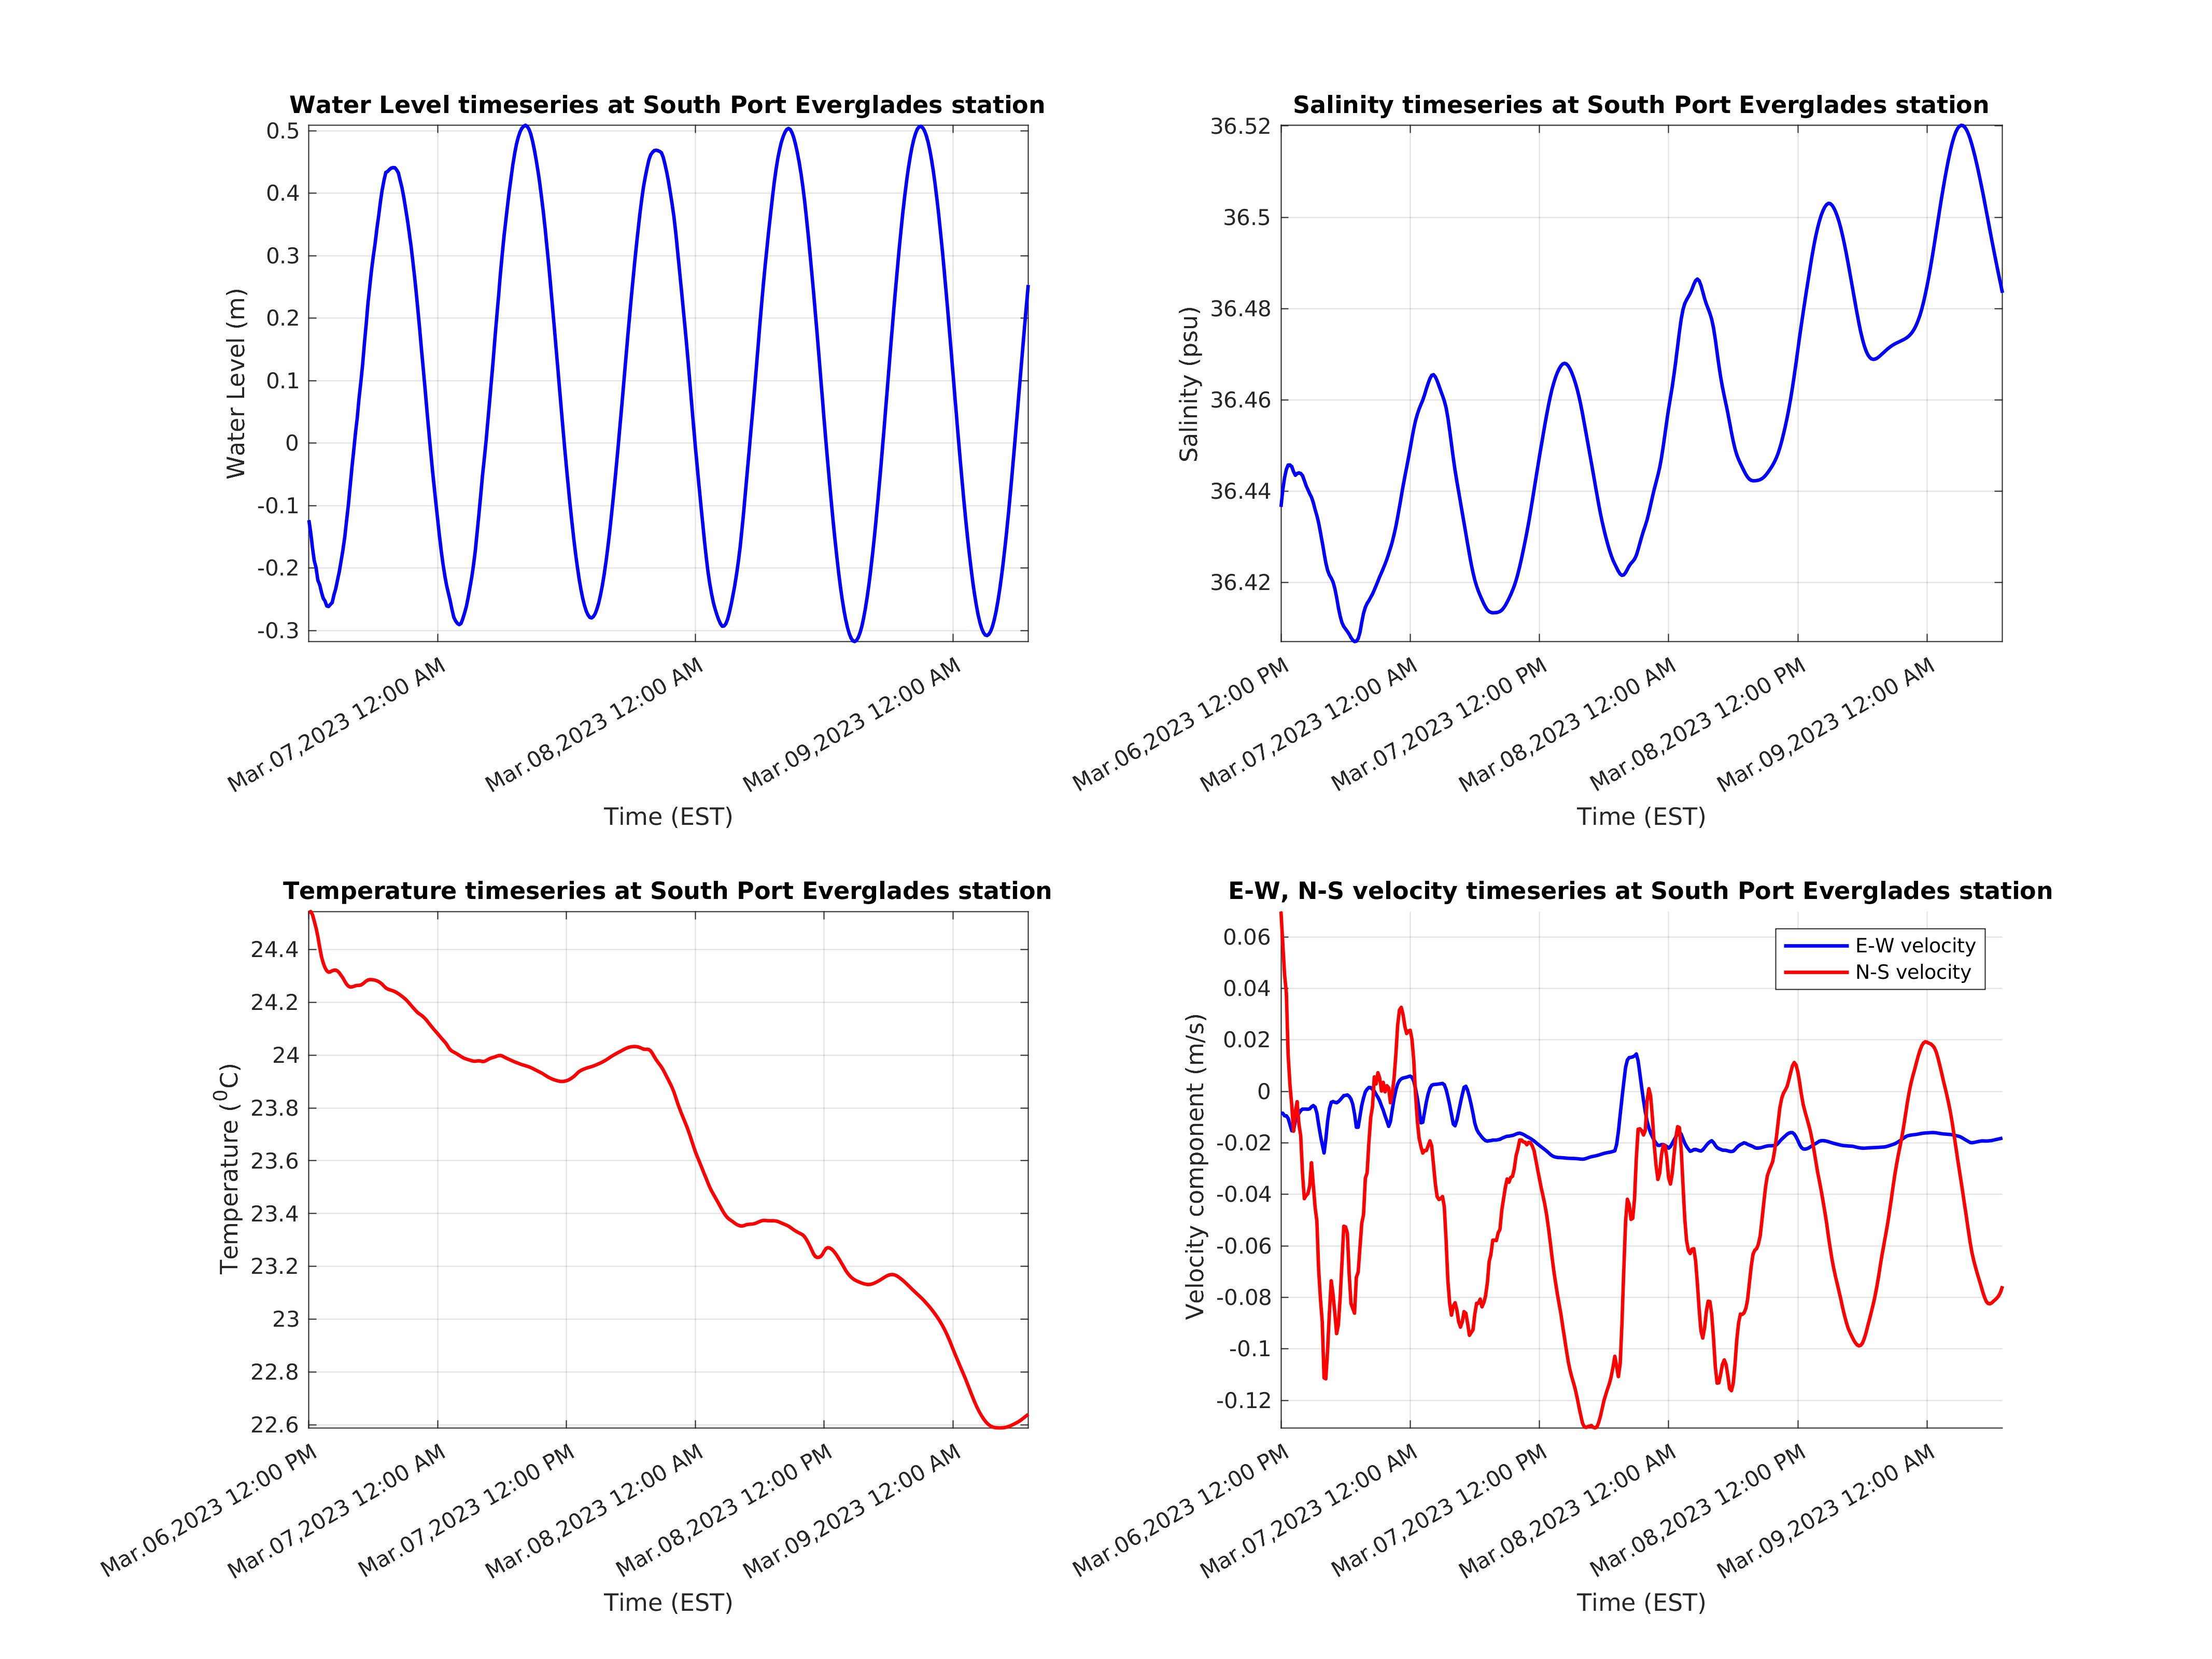 Water Level timeseries at South Port Everglades station
0.5
0.4
0.3
0.2
0.1
0
-0.1
-0.2
-0.3
Water Level (m)
Mar.07,2023 12:00 AM
Mar.08,2023 12:00 AM
Mar.09,2023 12:00 AM
Time (EST)
Salinity timeseries at South Port Everglades station
36.52
36.5
36.48
36.46
36.44
36.42
Salinity (psu)
Mar.06,2023 12:00 PM
Mar.07,2023 12:00 AM
Mar.07,2023 12:00 PM
Mar.08,2023 12:00 AM
Mar.08,2023 12:00 PM
Mar.09,2023 12:00 AM
Time (EST)
Temperature timeseries at South Port Everglades station
24.4
24.2
24
23.8
23.6
23.4
23.2
23
22.8
22.6
Temperature (⁰C)
Mar.06,2023 12:00 PM
Mar.07,2023 12:00 AM
Mar.07,2023 12:00 PM
Mar.08,2023 12:00 AM
Mar.08,2023 12:00 PM
Mar.09,2023 12:00 AM
Time (EST)
E-W, N-S velocity timeseries at South Port Everglades station
E-W velocity
N-S velocity
0.06
0.04
0.02
0
-0.02
-0.04
-0.06
-0.08
-0.1
-0.12
Velocity component (m/s)
Mar.06,2023 12:00 PM
Mar.07,2023 12:00 AM
Mar.07,2023 12:00 PM
Mar.08,2023 12:00 AM
Mar.08,2023 12:00 PM
Mar.09,2023 12:00 AM
Time (EST)